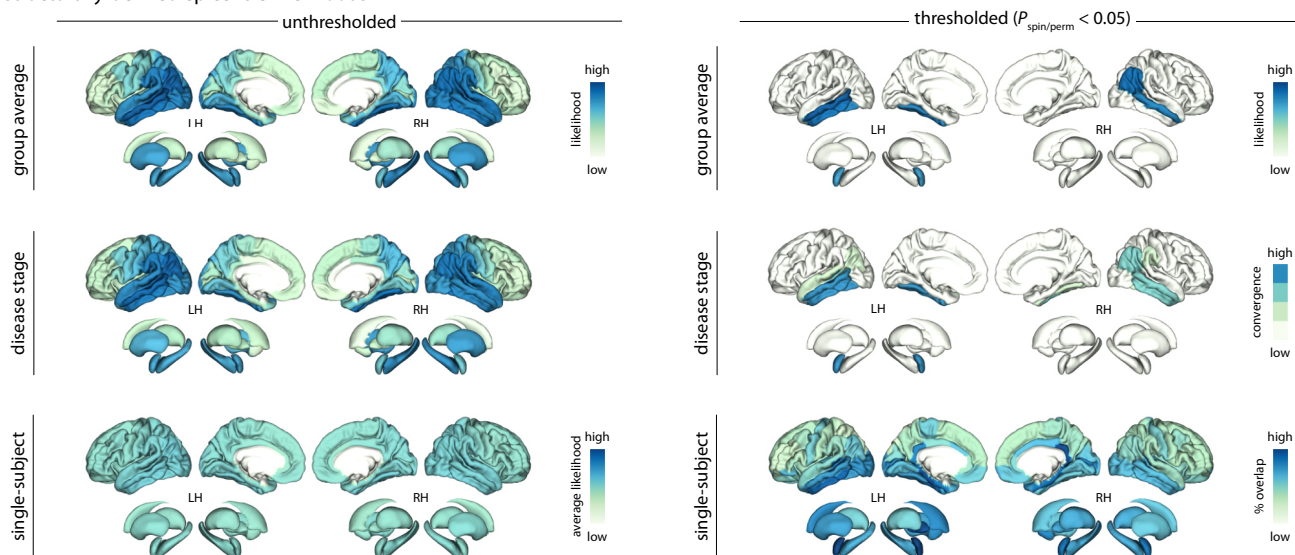 unthresholded
thresholded (P spin/perm < 0.05)
group average
LH
RH
high
likelihood
low
LH
RH
high
likelihood
low
disease stage
LH
RH
LH
RH
high
convergence
low
single-subject
LH
RH
high
average likelihood
low
LH
RH
high
% overlap
low
group average
disease stage
single-subject